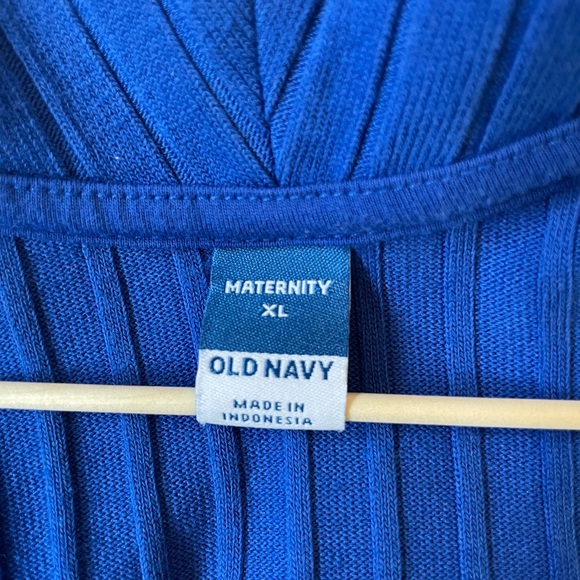 MATERNITY
XL
OLD NAVY
MADE IN
INDONESIA